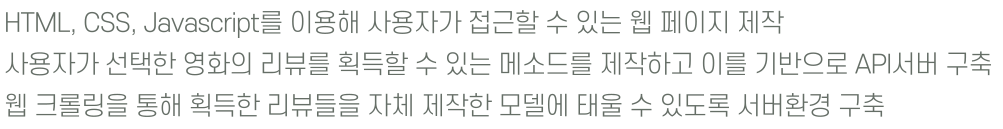 HTML, CSS, Javascript를 이용해 사용자가 접근할 수 있는 웹 페이지 제작
사용자가 선택한 영화의 리뷰를 획득할 수 있는 메소드를 제작하고 이를 기반으로 API서버 구축
웹 크롤링을 통해 획득한 리뷰들을 자체 제작한 모델에 태울 수 있도록 서버환경 구축